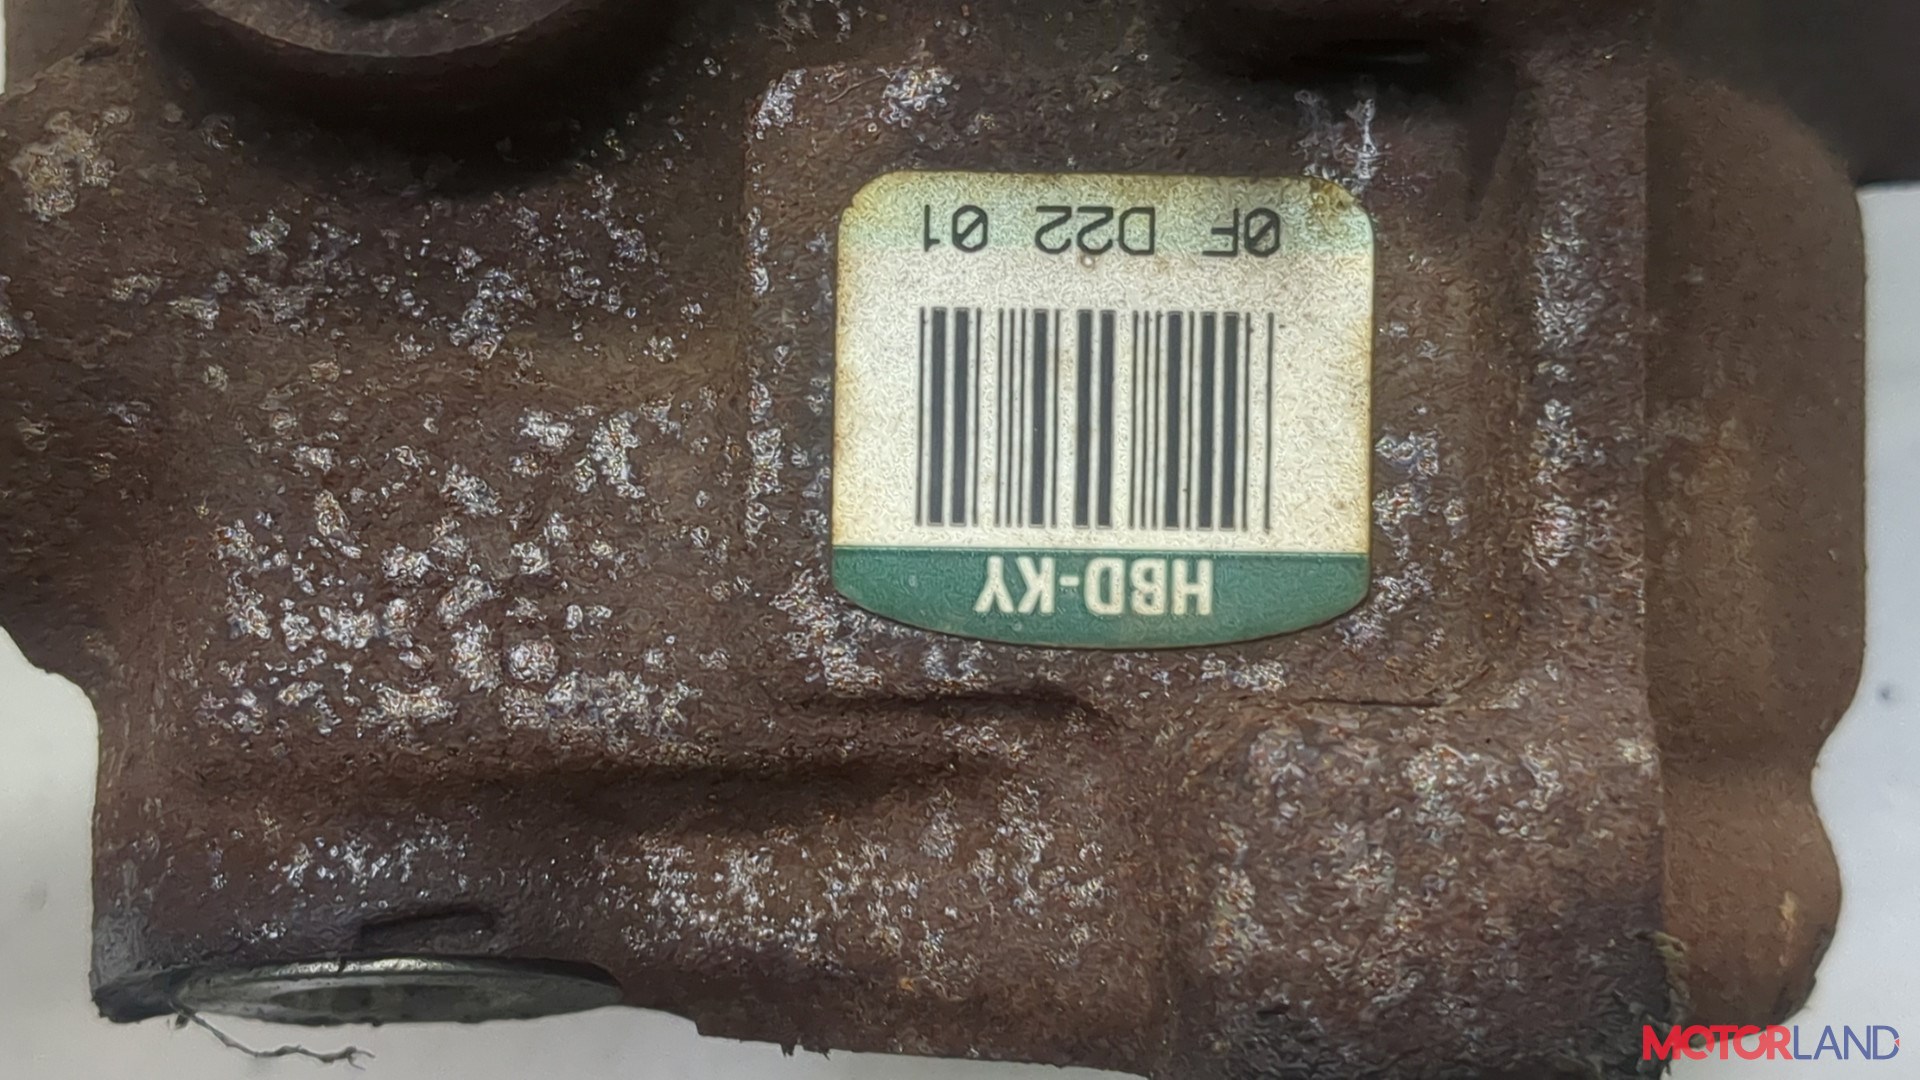 HBD-KY
0F D22 01
MOTORLAND